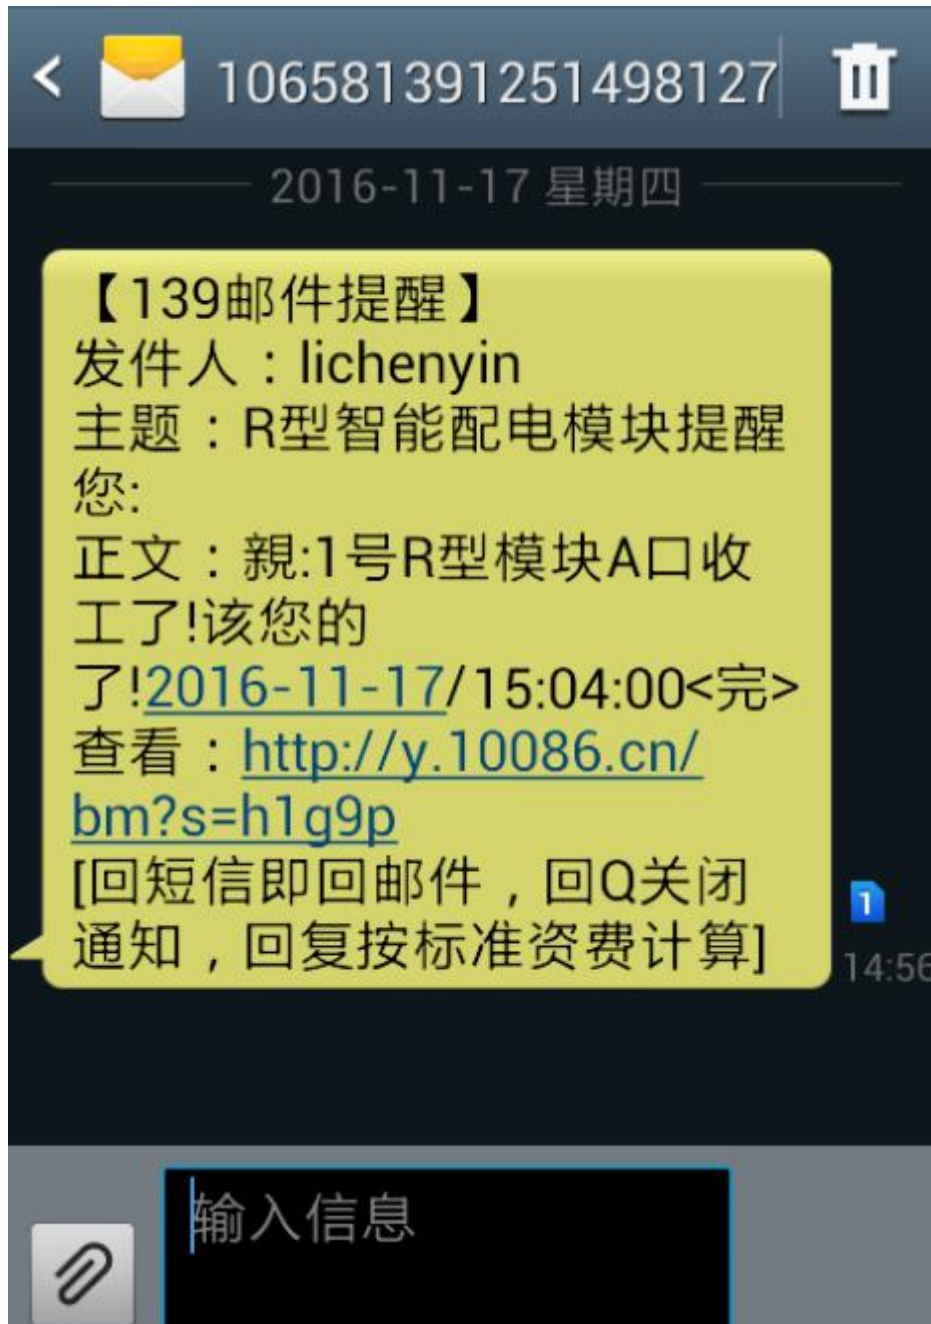 106581391251498127
2016-11-17 星期四
【139邮件提醒】
发件人：lichenyin
主题：R型智能配电模块提醒
您:
正文：親:1号R型模块A口收
工了!该您的
了!2016-11-17/15:04:00<完>
查看：http://y.10086.cn/
bm?s=h1g9p
[回短信即回邮件，回Q关闭
通知，回复按标准资费计算]
1
14:56
输入信息